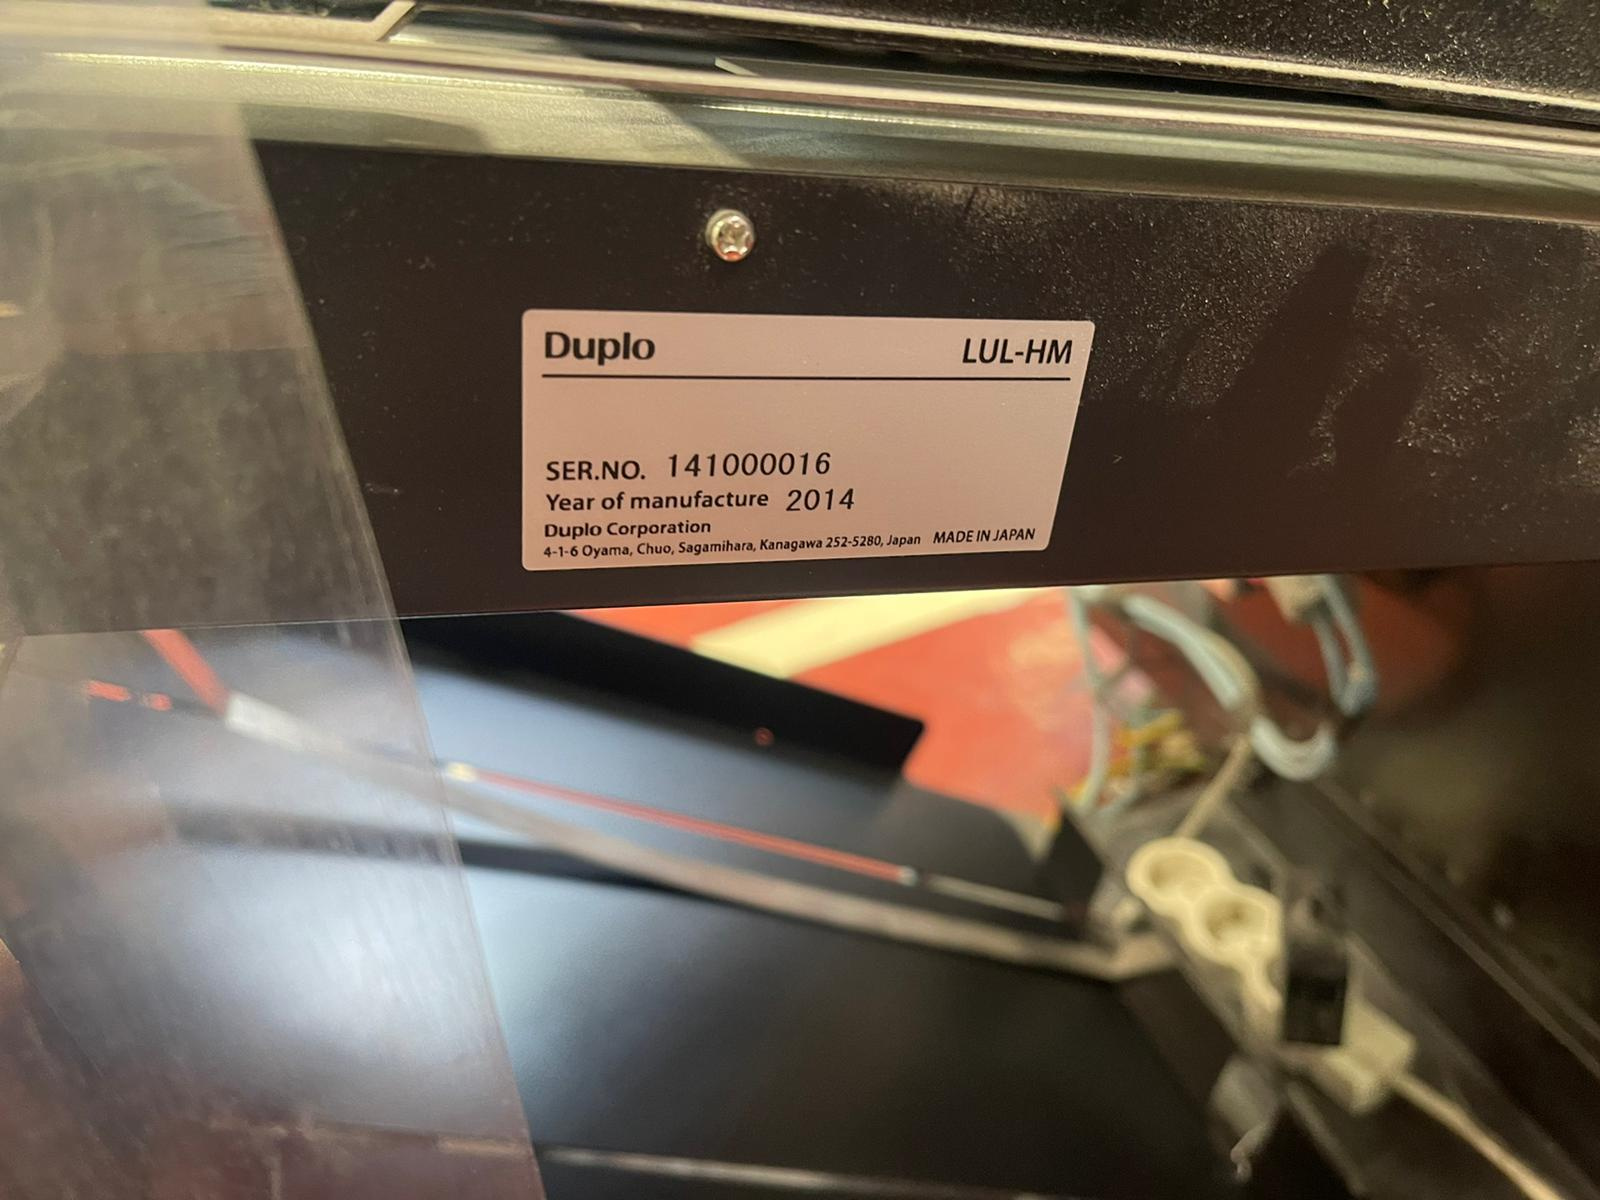 Duplo LUL-HM
SER.NO. 141000016
Year of manufacture 2014
Duplo Corporation
4-1-6 Oyama, Chuo, Sagamihara, Kanagawa 252-5280, Japan MADE IN JAPAN